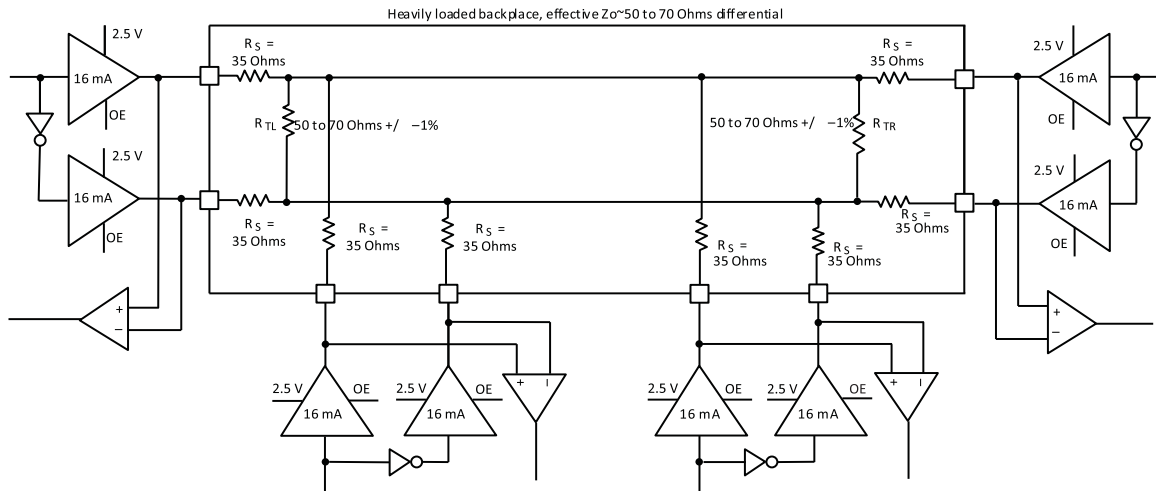 Heavily loaded backplace, effective Zo~50 to 70 Ohms differential
2.5 V
16 mA
OE
R S =
35 Ohms
R S =
35 Ohms
2.5 V
16 mA
OE
R TL
50 to 70 Ohms +/ −1%
50 to 70 Ohms +/ −1%
R TR
2.5 V
16 mA
OE
R S =
35 Ohms
R S =
35 Ohms
R S =
35 Ohms
R S =
35 Ohms
R S =
35 Ohms
R S =
35 Ohms
2.5 V
16 mA
OE
+
−
+
−
2.5 V
16 mA
OE
2.5 V
16 mA
OE
+
−
2.5 V
16 mA
OE
2.5 V
16 mA
OE
+
−